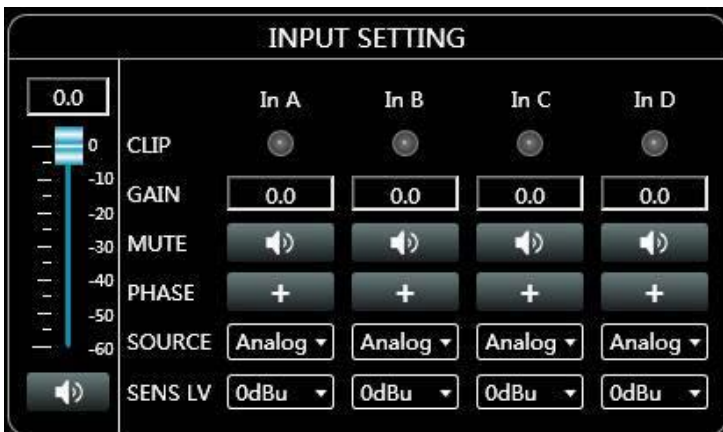 INPUT SETTING
0.0
In A In B In C In D
0
-10
-20
-30
-40
-50
-60
CLIP
GAIN 0.0 0.0 0.0 0.0
MUTE
PHASE + + + +
SOURCE Analog Analog Analog Analog
SENS LV 0dBu 0dBu 0dBu 0dBu